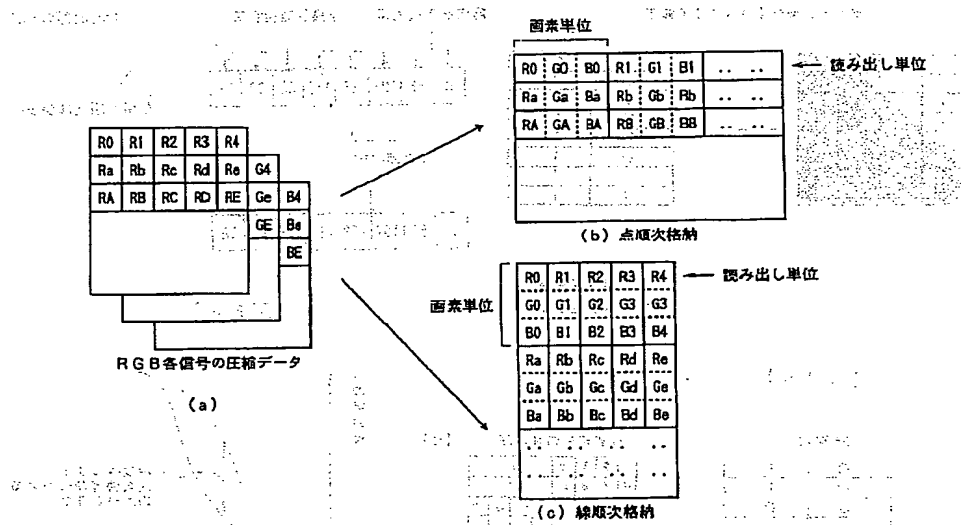 R0 R1 R2 R3 R4
Ra Rb Rc Rd Re G4
RA RB RC RD RE Ge B4
GE Be
BE
RGB各信号の圧縮データ
(a)
画素単位
R0 G0 B0 R1 G1 B1 .. ..
読み出し単位
Ra Ga Ba Rb Gb Bb .. ..
RA GA BA RB GB BB .. ..
(b) 点順次格納
画素単位
R0 R1 R2 R3 R4
読み出し単位
G0 G1 G2 G3 G3
B0 B1 B2 B3 B4
Ra Rb Rc Rd Re
Ga Gb Gc Gd Ge
Ba Bb Bc Bd Be
.. .. .. ..
.. .. .. ..
(c) 線順次格納